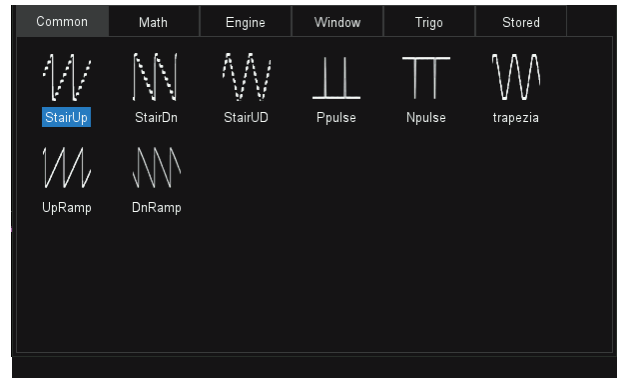 Common Math Engine Window Trigo Stored
StairUp StairDn StairUD Ppulse Npulse trapezia
UpRamp DnRamp